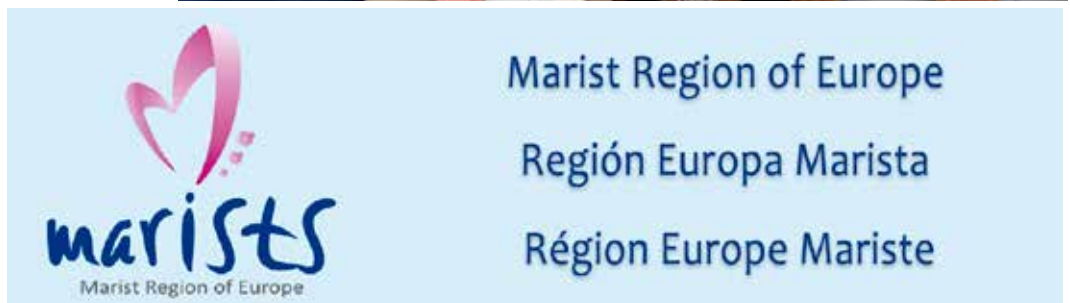 marists
Marist Region of Europe
Marist Region of Europe
Región Europa Marista
Région Europe Mariste